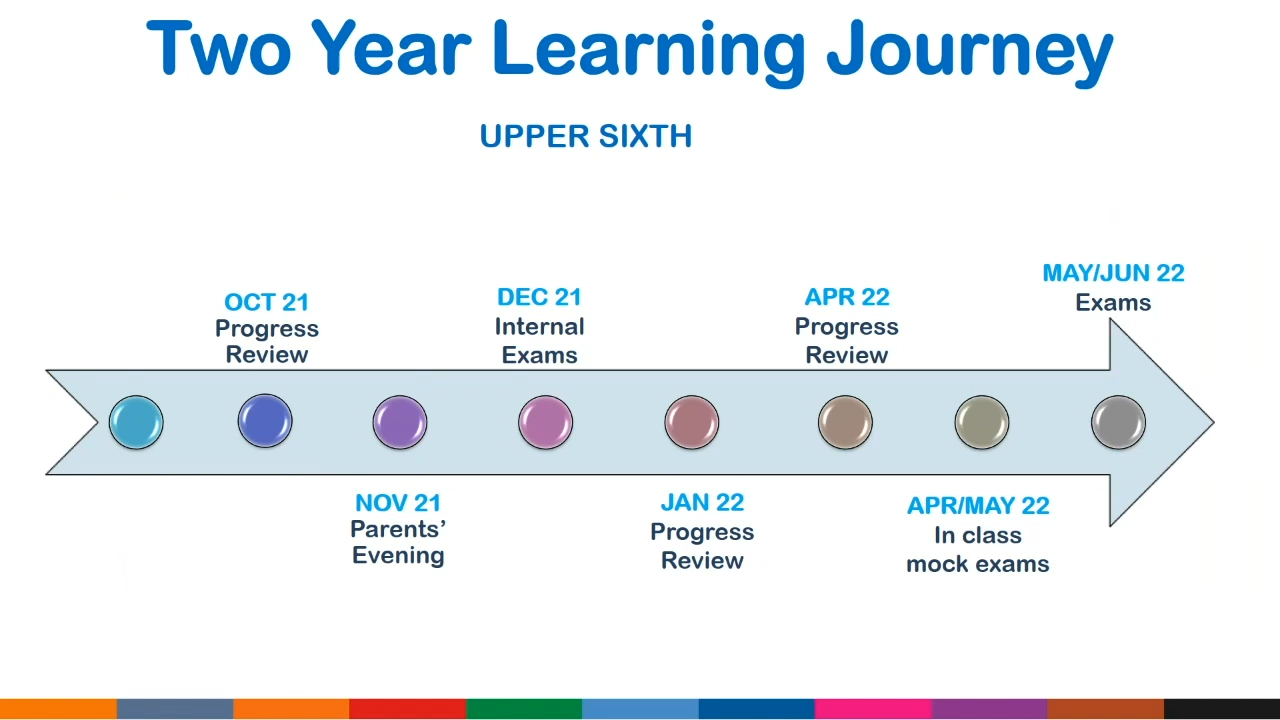 Two Year Learning Journey
UPPER SIXTH
OCT 21
Progress
Review
NOV 21
Parents’
Evening
DEC 21
Internal
Exams
JAN 22
Progress
Review
APR 22
Progress
Review
APR/MAY 22
In class
mock exams
MAY/JUN 22
Exams